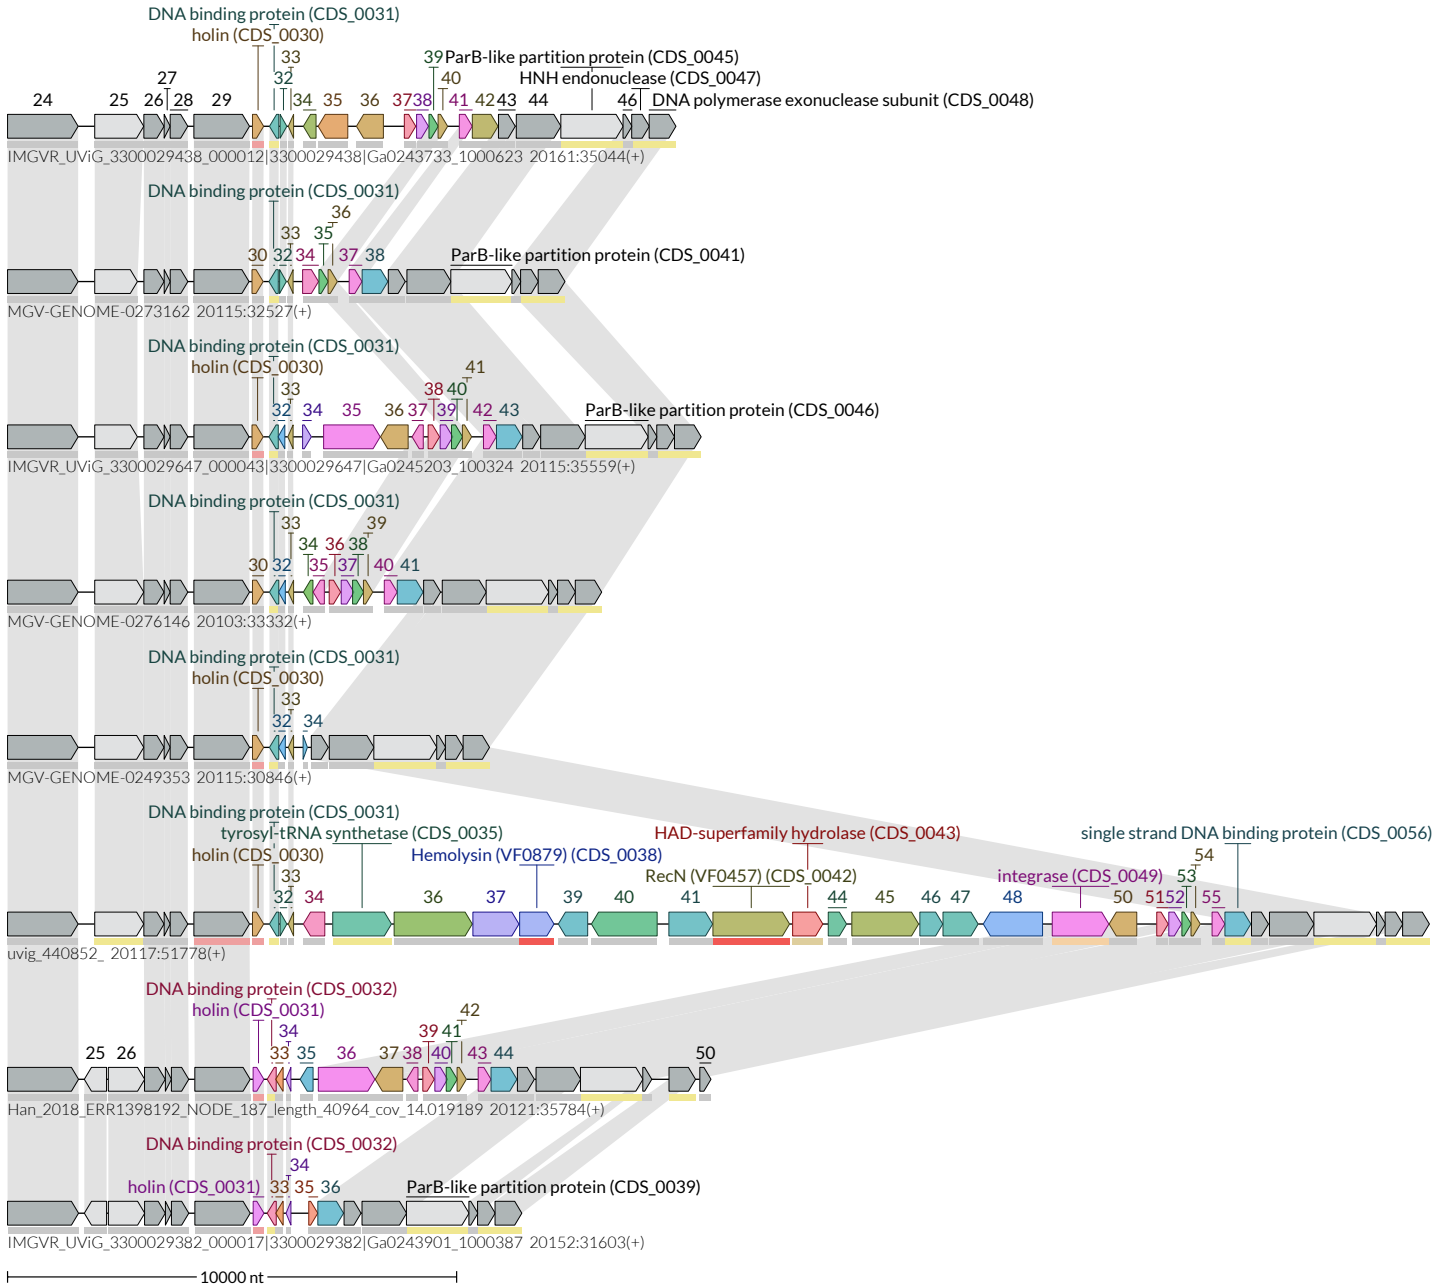 DNA binding protein (CDS_0031)
holin (CDS_0030)
33 39 ParB-like partition protein (CDS_0045)
27 32 40 HNH endonuclease (CDS_0047)
24 25 26 28 29 34 35 36 37 38 41 42 43 44 46 DNA polymerase exonuclease subunit (CDS_0048)
IMGVR_UViG_3300029438_000012|3300029438|Ga0243733_1000623 20161:35044(+)
DNA binding protein (CDS_0031)
36
33 35
30 32 34 37 38 ParB-like partition protein (CDS_0041)
MGV-GENOME-0273162 20115:32527(+)
DNA binding protein (CDS_0031)
holin (CDS_0030) 41
33 38 40
32 34 35 36 37 39 42 43 ParB-like partition protein (CDS_0046)
IMGVR_UViG_3300029647_000043|3300029647|Ga0245203_100324 20115:35559(+)
DNA binding protein (CDS_0031)
33 39
34 36 38
30 32 35 37 40 41
MGV-GENOME-0276146 20103:33332(+)
DNA binding protein (CDS_0031)
holin (CDS_0030)
33
32 34
MGV-GENOME-0249353 20115:30846(+)
DNA binding protein (CDS_0031)
tyrosyl-tRNA synthetase (CDS_0035) HAD-superfamily hydrolase (CDS_0043) single strand DNA binding protein (CDS_0056)
holin (CDS_0030) Hemolysin (VF0879) (CDS_0038) 54
33 RecN (VF0457) (CDS_0042) integrase (CDS_0049) 53
32 34 36 37 39 40 41 44 45 46 47 48 50 51 52 55
uvig_440852_ 20117:51778(+)
DNA binding protein (CDS_0032)
holin (CDS_0031) 42
34 39 41
25 26 33 35 36 37 38 40 43 44 50
Han_2018_ERR1398192_NODE_187_length_40964_cov_14.019189 20121:35784(+)
DNA binding protein (CDS_0032)
34
holin (CDS_0031) 33 35 36 ParB-like partition protein (CDS_0039)
IMGVR_UViG_3300029382_000017|3300029382|Ga0243901_1000387 20152:31603(+)
10000 nt